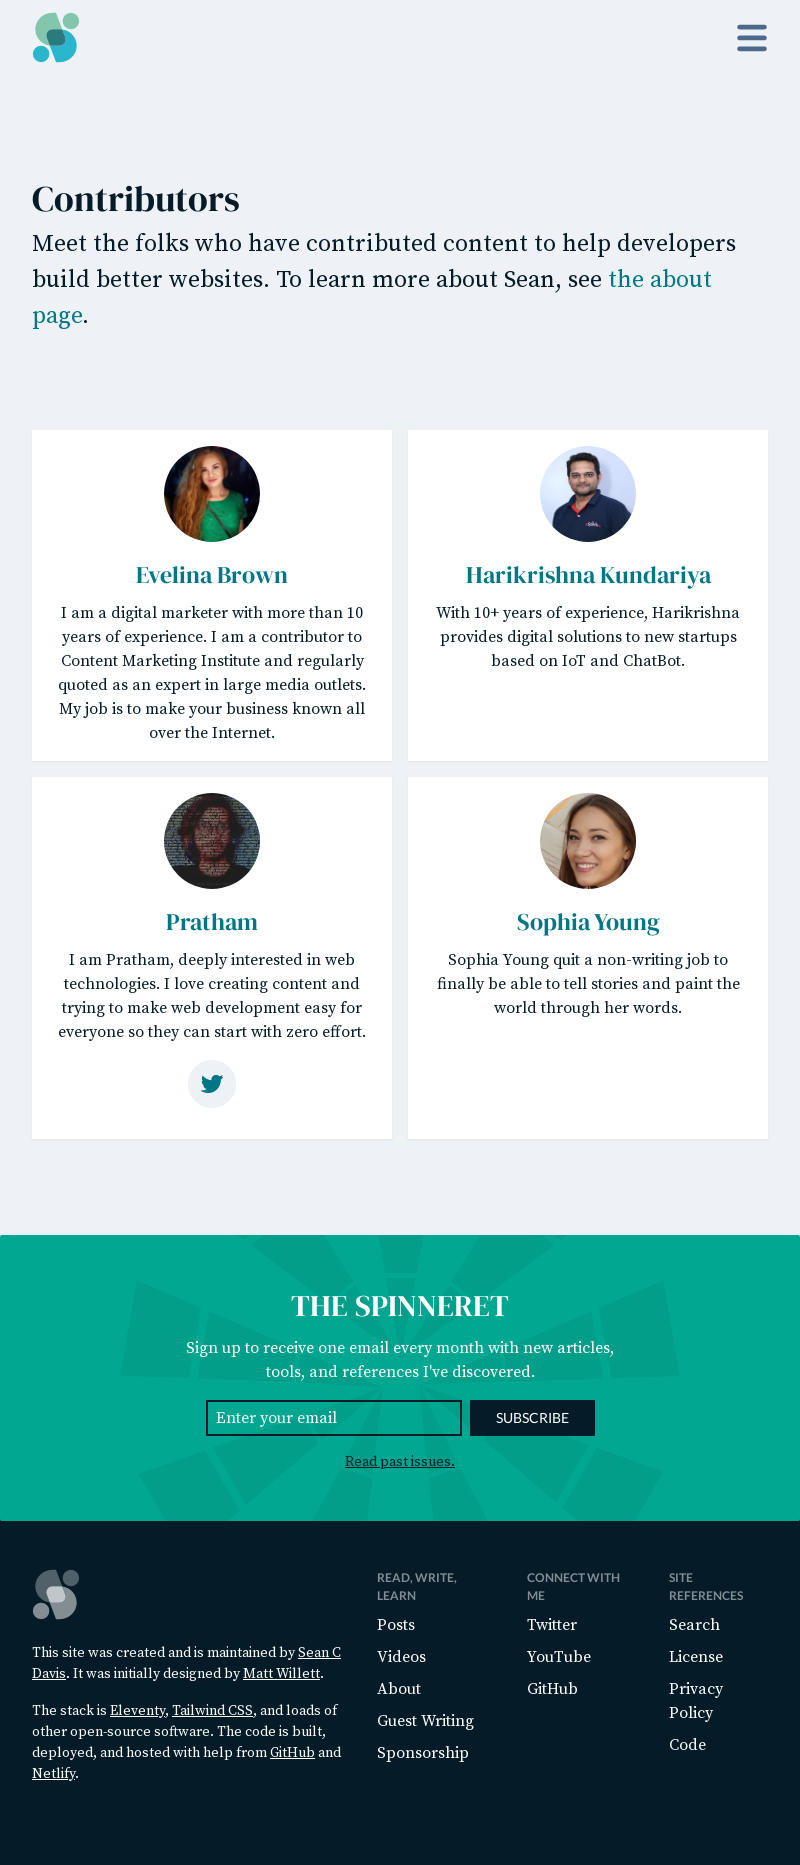 Contributors
Meet the folks who have contributed content to help developers
build better websites. To learn more about Sean, see the about
page.
Evelina Brown
I am a digital marketer with more than 10
years of experience. I am a contributor to
Content Marketing Institute and regularly
quoted as an expert in large media outlets.
My job is to make your business known all
over the Internet.
Harikrishna Kundariya
With 10+ years of experience, Harikrishna
provides digital solutions to new startups
based on IoT and ChatBot.
Pratham
I am Pratham, deeply interested in web
technologies. I love creating content and
trying to make web development easy for
everyone so they can start with zero effort.
Sophia Young
Sophia Young quit a non-writing job to
finally be able to tell stories and paint the
world through her words.
THE SPINNERET
Sign up to receive one email every month with new articles,
tools, and references I've discovered.
Enter your email
SUBSCRIBE
Read past issues.
This site was created and is maintained by Sean C
Davis. It was initially designed by Matt Willett.
The stack is Eleventy, Tailwind CSS, and loads of
other open-source software. The code is built,
deployed, and hosted with help from GitHub and
Netlify.
READ, WRITE,
LEARN
Posts
Videos
About
Guest Writing
Sponsorship
CONNECT WITH
ME
Twitter
YouTube
GitHub
SITE
REFERENCES
Search
License
Privacy
Policy
Code